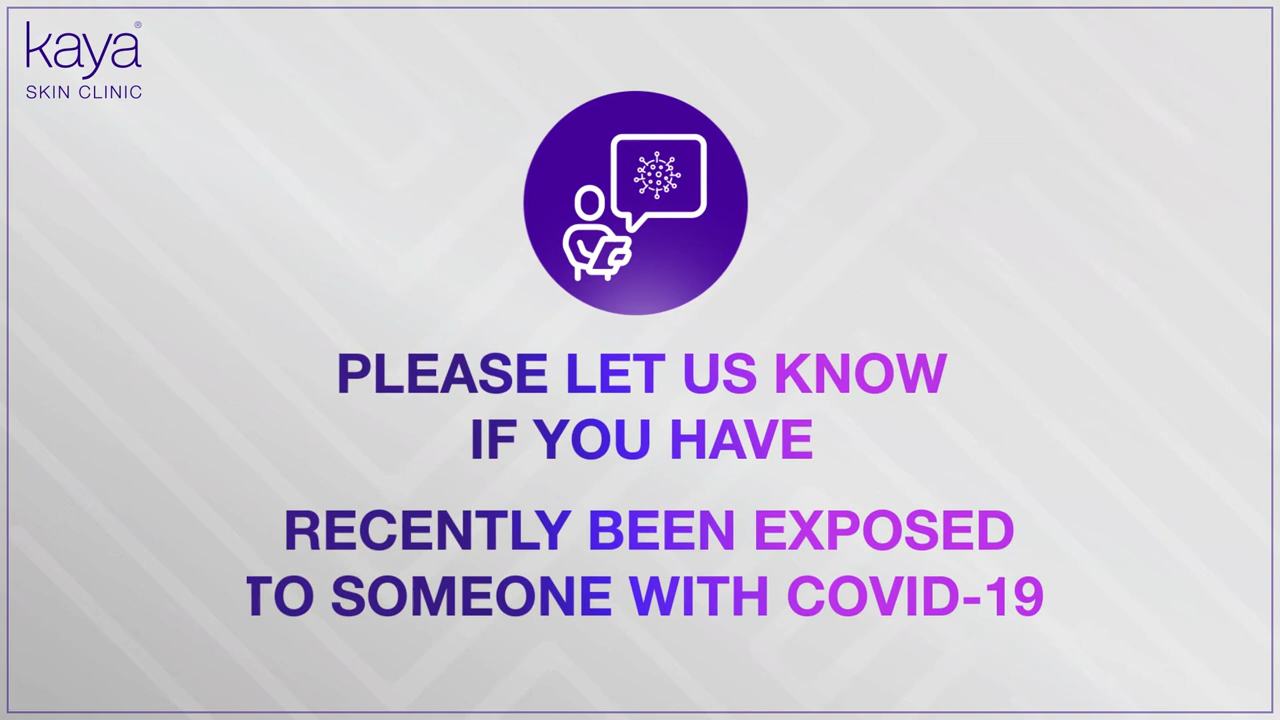 kaya®
SKIN CLINIC
PLEASE LET US KNOW
IF YOU HAVE
RECENTLY BEEN EXPOSED
TO SOMEONE WITH COVID-19